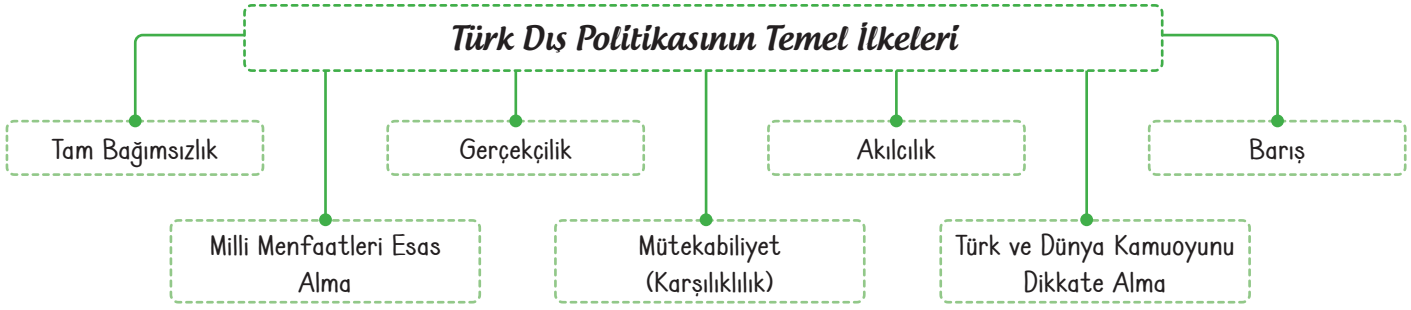 Türk Dış Politikasının Temel İlkeleri
Tam Bağımsızlık
Gerçekçilik
Akılcılık
Barış
Milli Menfaatleri Esas
Alma
Mütekabiliyet
(Karşılıklılık)
Türk ve Dünya Kamuoyunu
Dikkate Alma